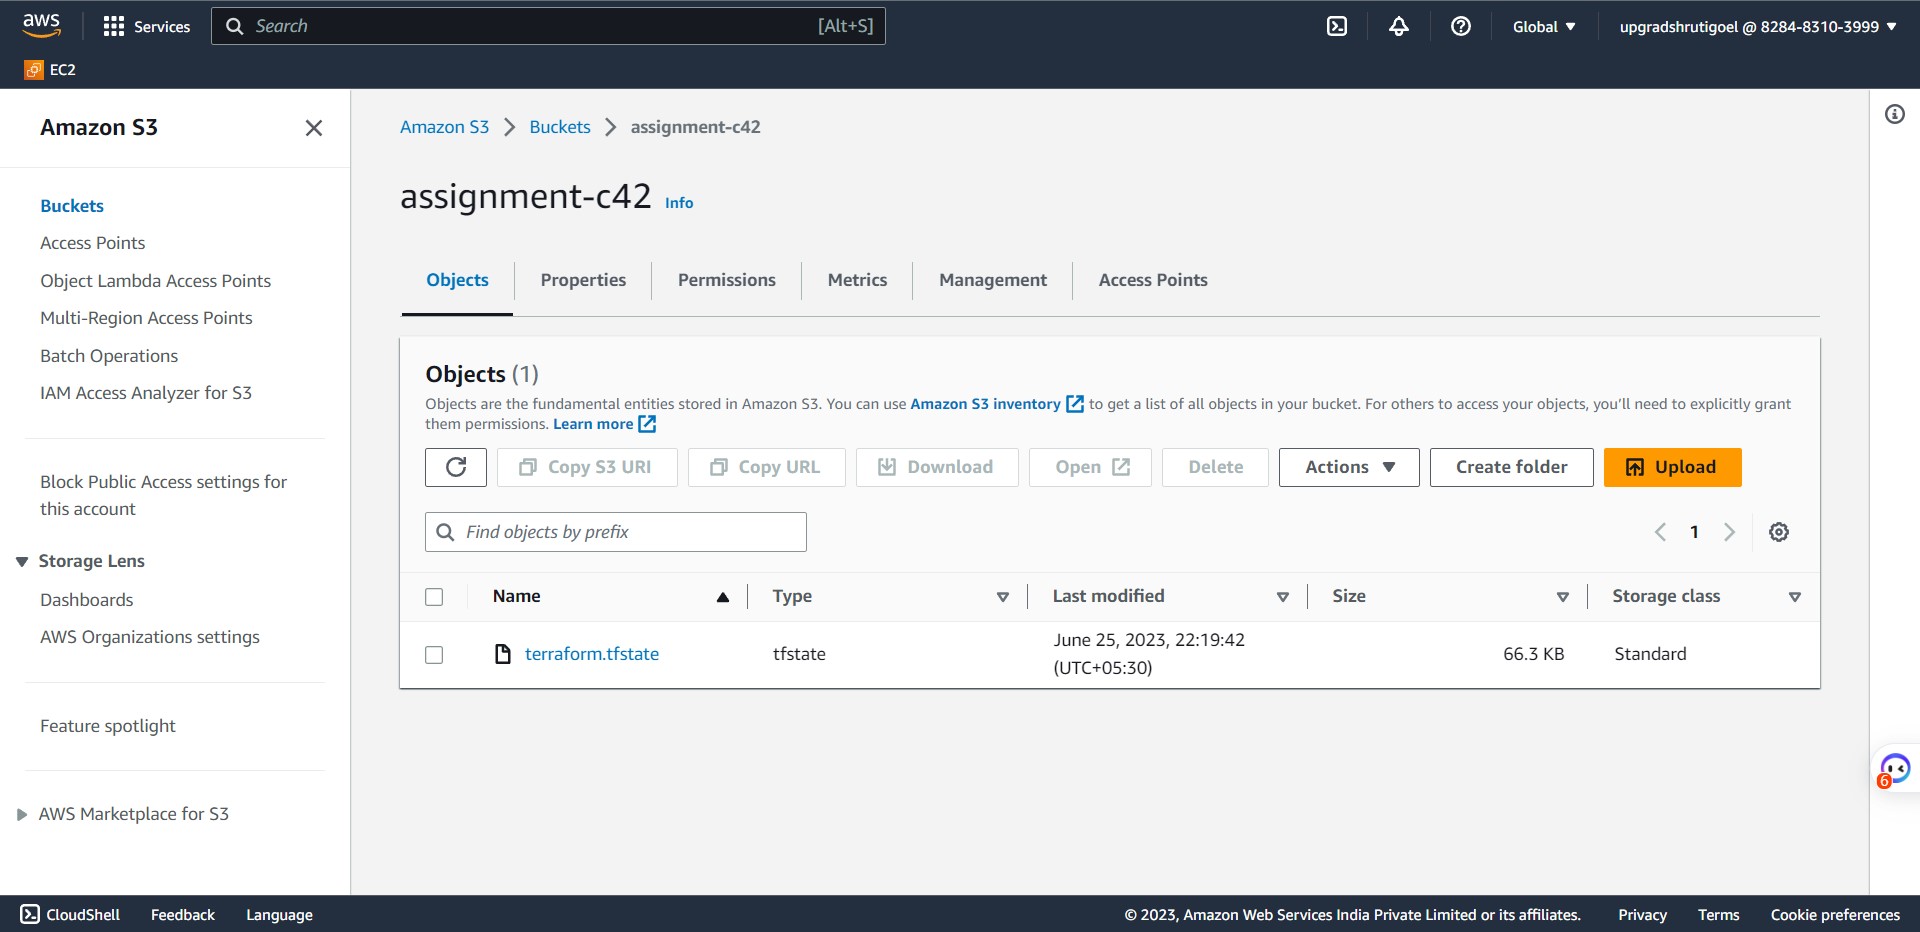 aws
Services
Search [Alt+S]
Global
upgradshrutigoel @ 8284-8310-3999
EC2
Amazon S3
Buckets
Access Points
Object Lambda Access Points
Multi-Region Access Points
Batch Operations
IAM Access Analyzer for S3
Block Public Access settings for
this account
Storage Lens
Dashboards
AWS Organizations settings
Feature spotlight
AWS Marketplace for S3
Amazon S3 Buckets assignment-c42
assignment-c42 Info
Objects Properties Permissions Metrics Management Access Points
Objects (1)
Objects are the fundamental entities stored in Amazon S3. You can use Amazon S3 inventory to get a list of all objects in your bucket. For others to access your objects, you'll need to explicitly grant
them permissions. Learn more
Copy S3 URI Copy URL Download Open Delete Actions Create folder Upload
Find objects by prefix
1
Name Type Last modified Size Storage class
terraform.tfstate tfstate June 25, 2023, 22:19:42 66.3 KB Standard
(UTC+05:30)
6
CloudShell Feedback Language © 2023, Amazon Web Services India Private Limited or its affiliates. Privacy Terms Cookie preferences